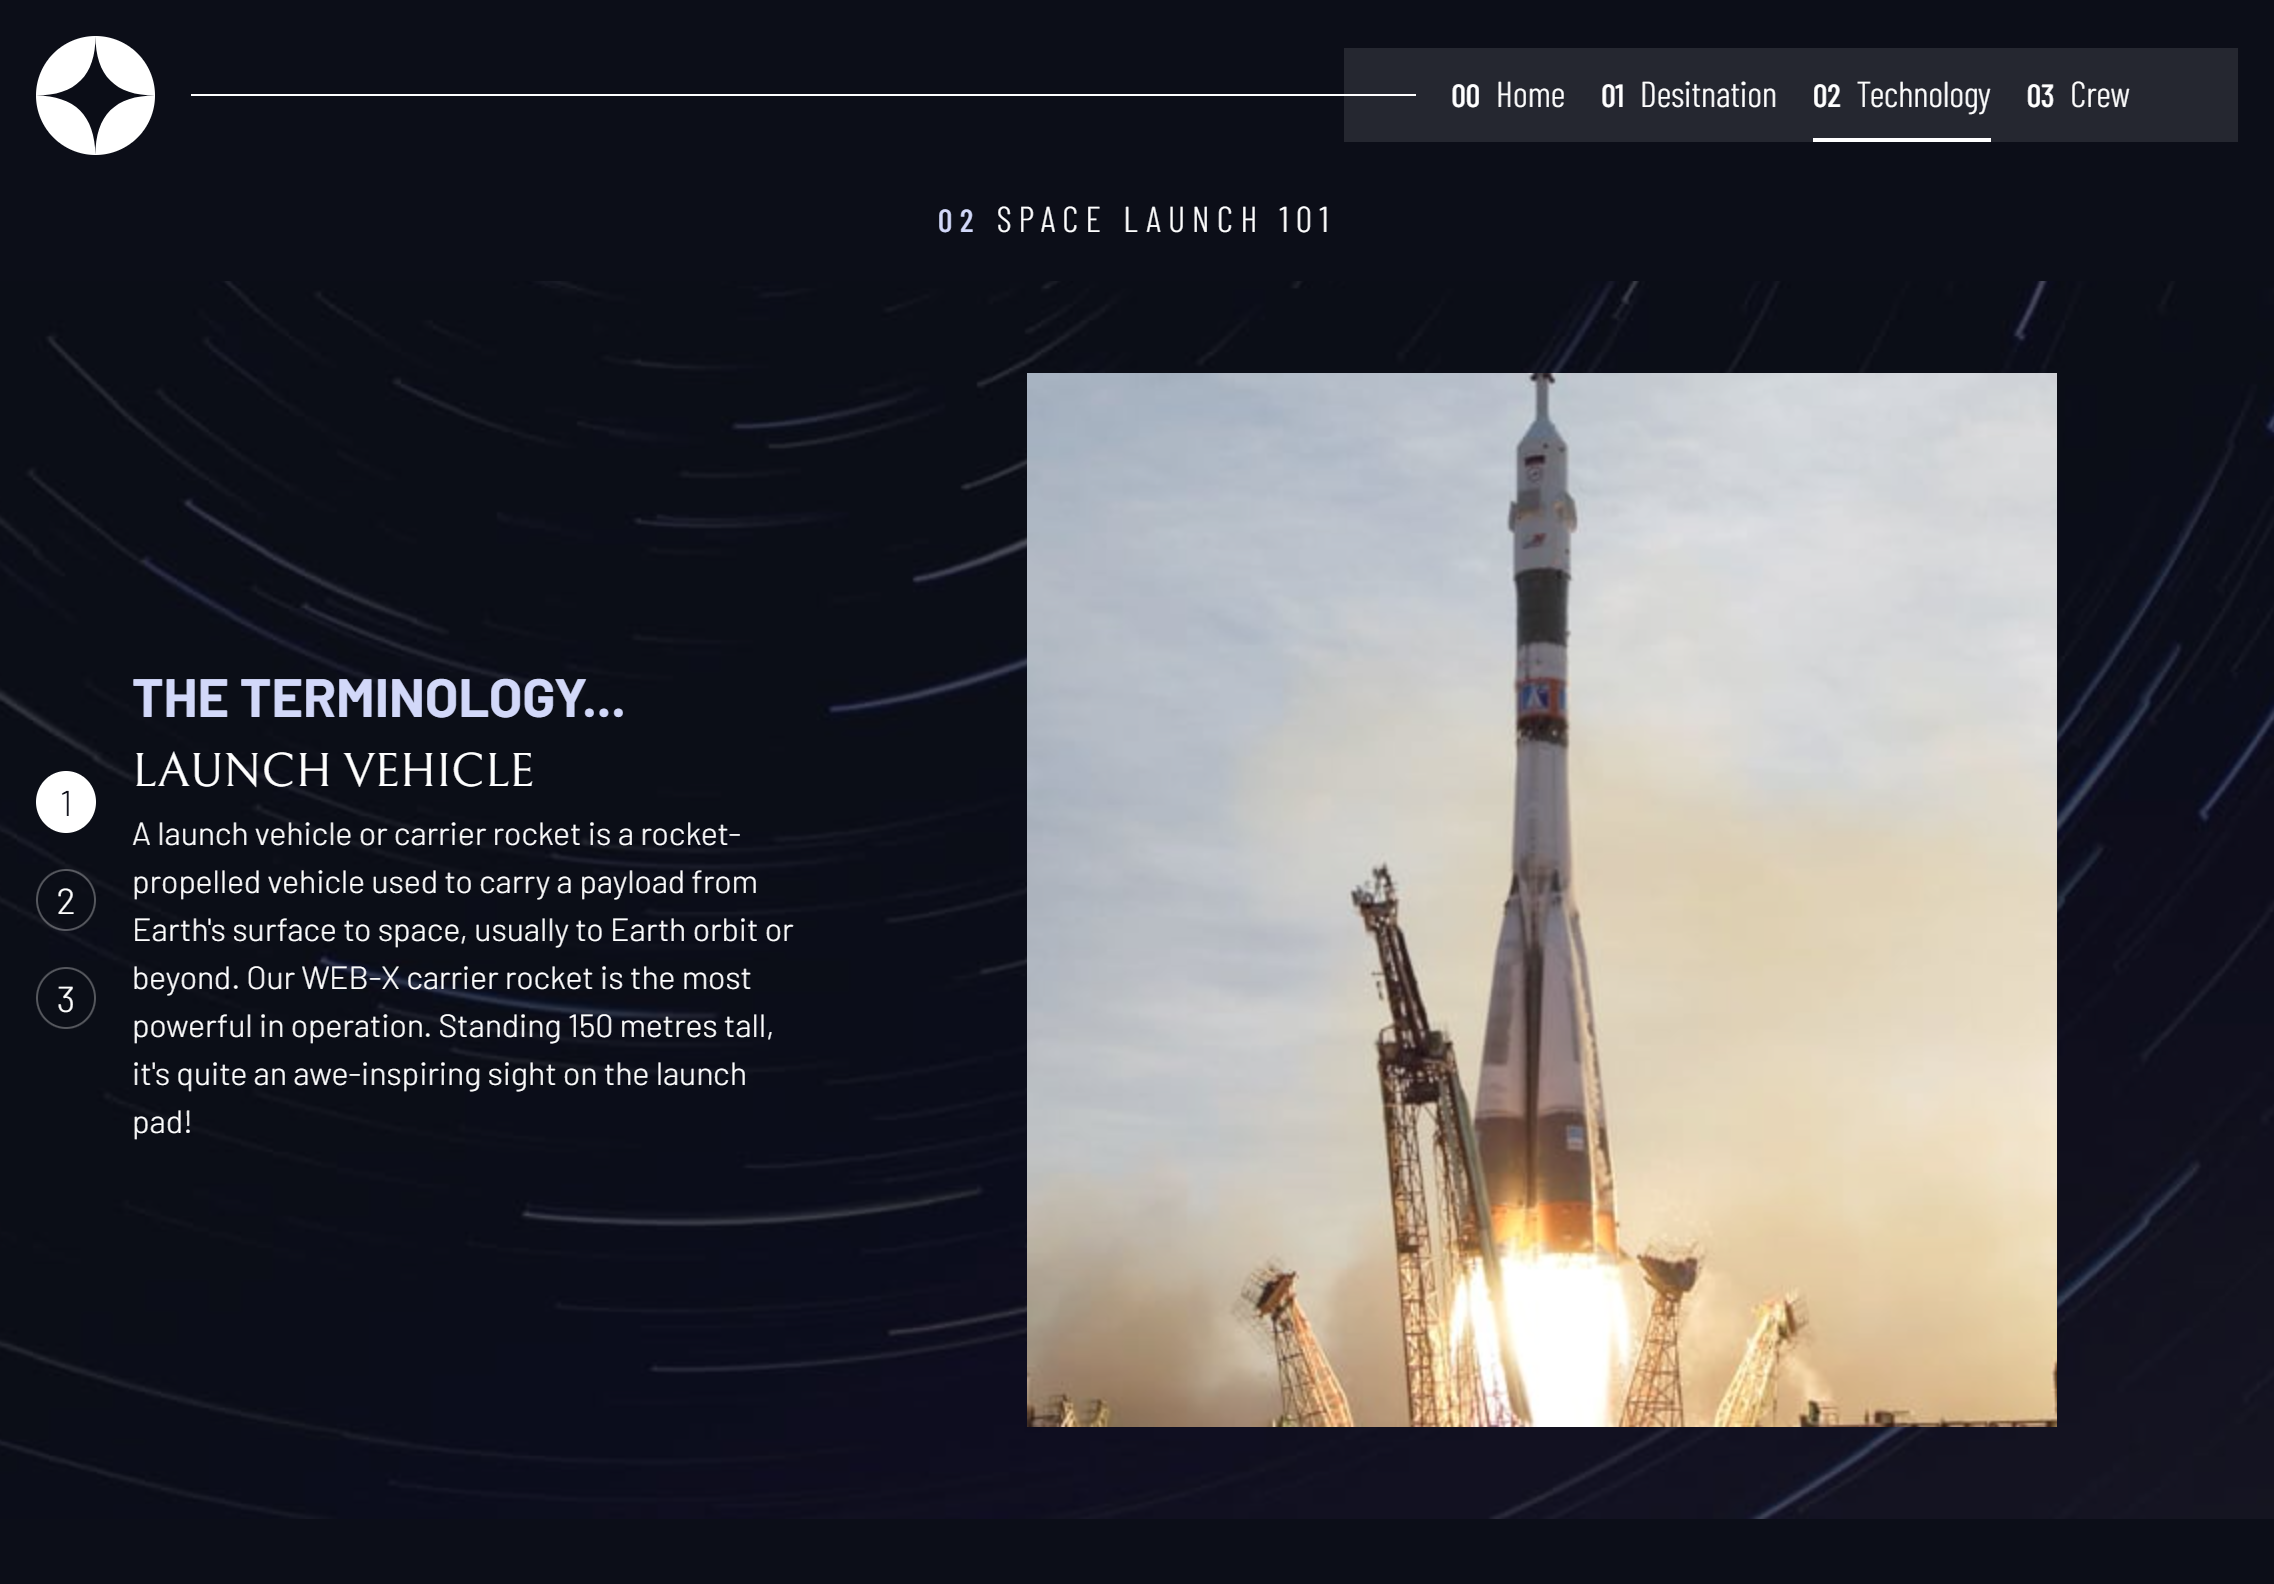 00 Home 01 Desitnation 02 Technology 03 Crew
02 SPACE LAUNCH 101
THE TERMINOLOGY...
LAUNCH VEHICLE
1
A launch vehicle or carrier rocket is a rocket-
propelled vehicle used to carry a payload from
2
Earth's surface to space, usually to Earth orbit or
beyond. Our WEB-X carrier rocket is the most
3
powerful in operation. Standing 150 metres tall,
it's quite an awe-inspiring sight on the launch
pad!